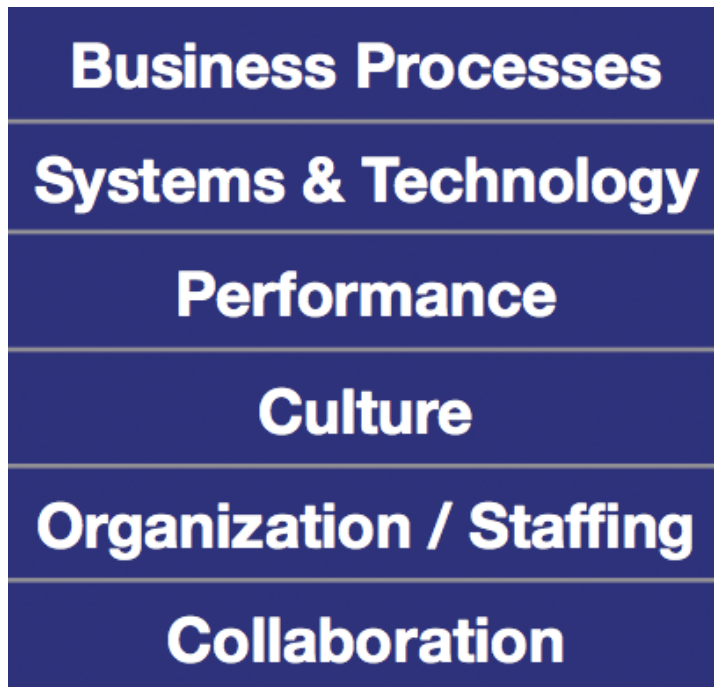 Business Processes
Systems & Technology
Performance
Culture
Organization / Staffing
Collaboration